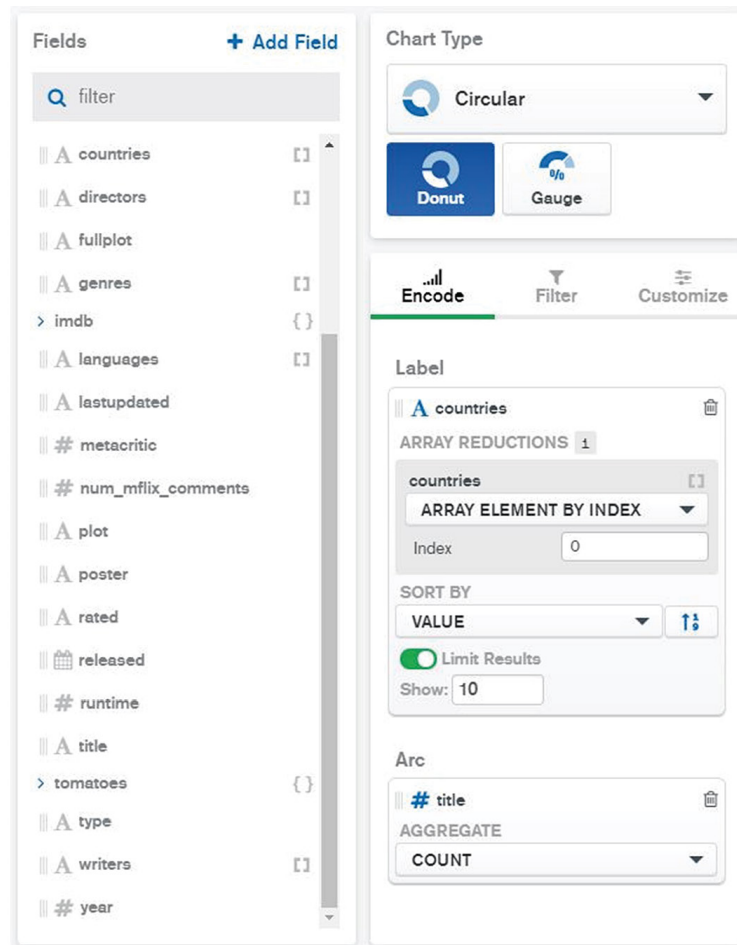 Fields
+ Add Field
filter
A countries []
A directors []
A fullplot
A genres []
> imdb { }
A languages []
A lastupdated
# metacritic
# num_mflix_comments
A plot
A poster
A rated
released
# runtime
A title
> tomatoes { }
A type
A writers []
# year
Chart Type
Circular
Donut
%
Gauge
Encode
Filter
Customize
Label
A countries
ARRAY REDUCTIONS 1
countries []
ARRAY ELEMENT BY INDEX
Index 0
SORT BY
VALUE
Limit Results
Show: 10
Arc
# title
AGGREGATE
COUNT